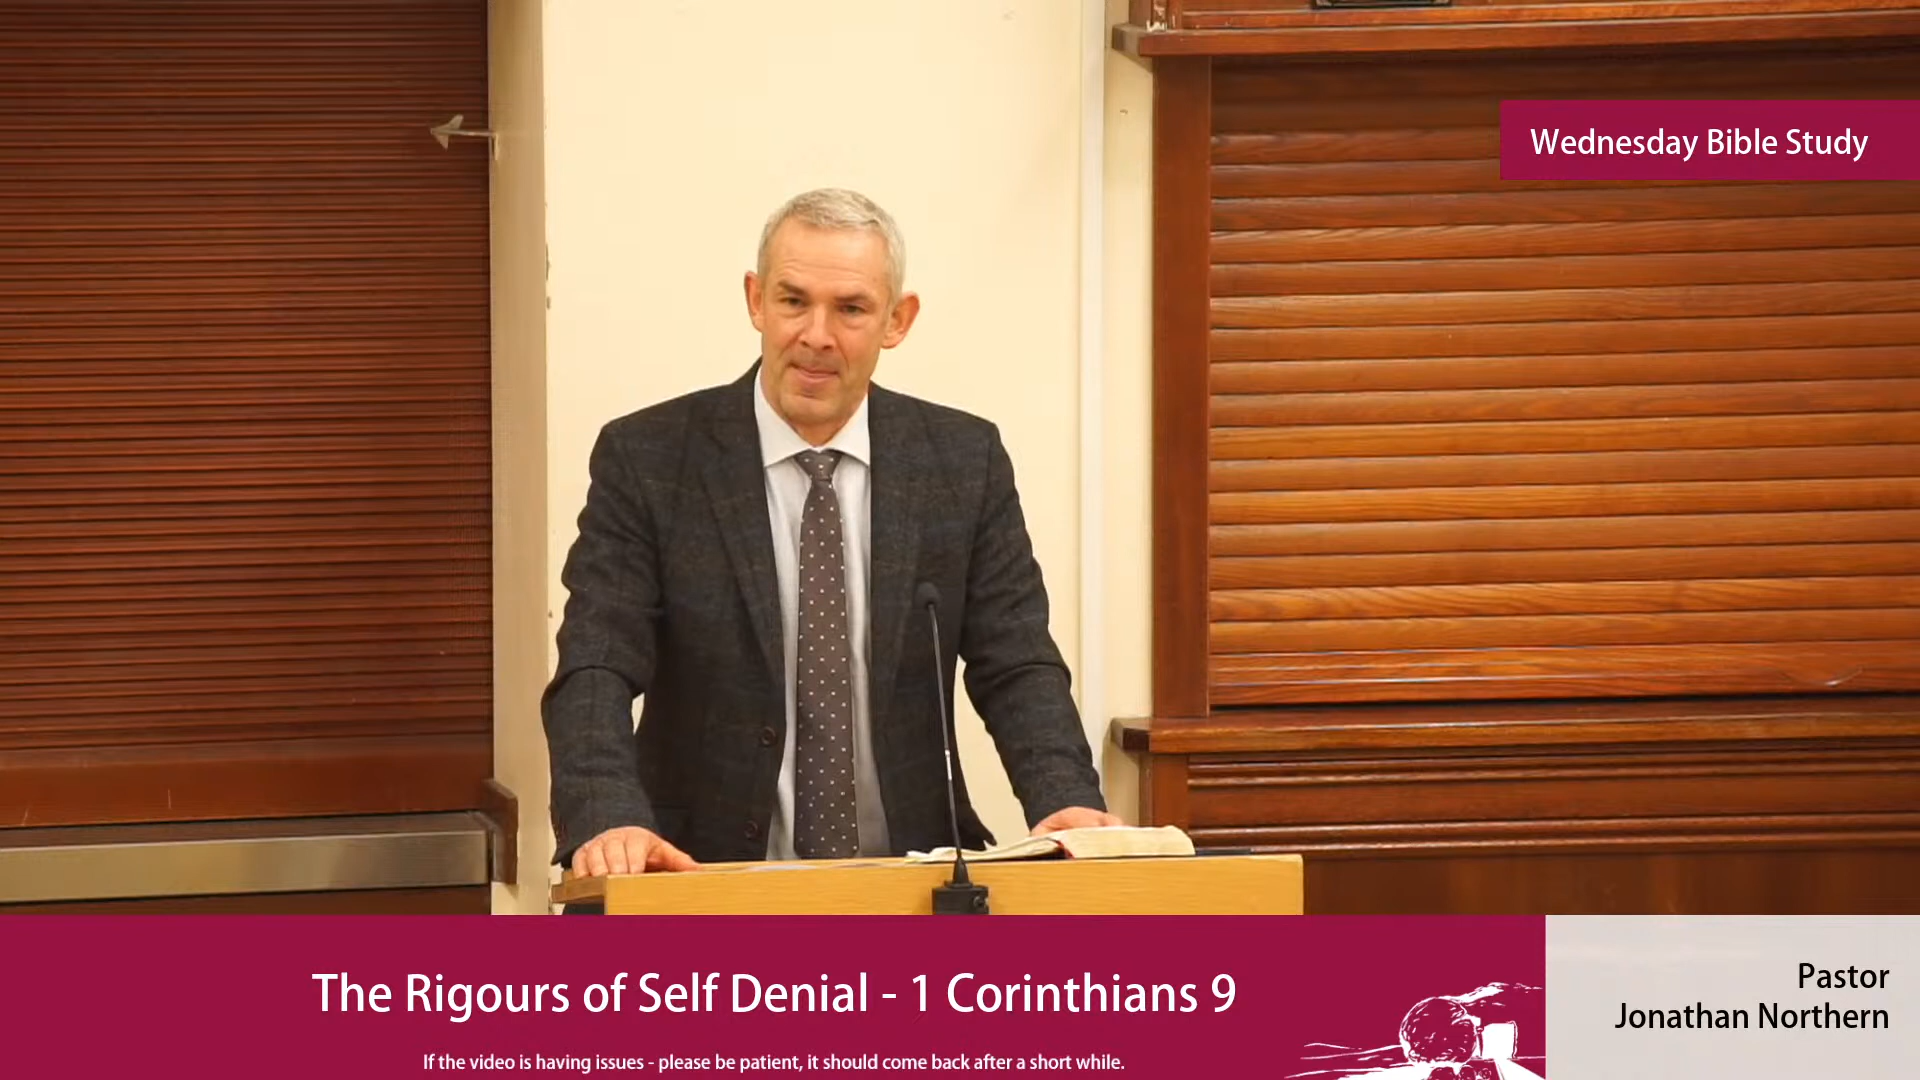 Wednesday Bible Study
The Rigours of Self Denial - 1 Corinthians 9
If the video is having issues - please be patient, it should come back after a short while.
Pastor
Jonathan Northern